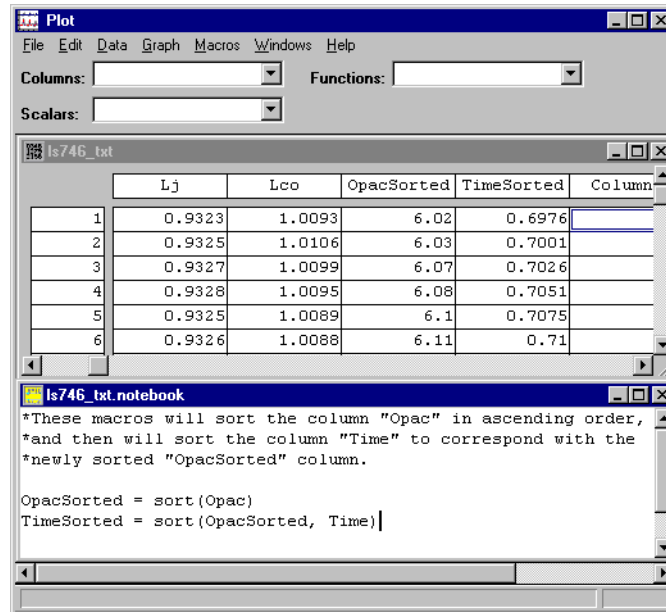 Plot
File Edit Data Graph Macros Windows Help
Columns: Functions:
Scalars:
ls746_txt
Lj Lco OpacSorted TimeSorted Column
1 0.9323 1.0093 6.02 0.6976
2 0.9325 1.0106 6.03 0.7001
3 0.9327 1.0099 6.07 0.7026
4 0.9328 1.0095 6.08 0.7051
5 0.9325 1.0089 6.1 0.7075
6 0.9326 1.0088 6.11 0.71
ls746_txt.notebook
*These macros will sort the column "Opac" in ascending order,
*and then will sort the column "Time" to correspond with the
*newly sorted "OpacSorted" column.
OpacSorted = sort(Opac)
TimeSorted = sort(OpacSorted, Time)